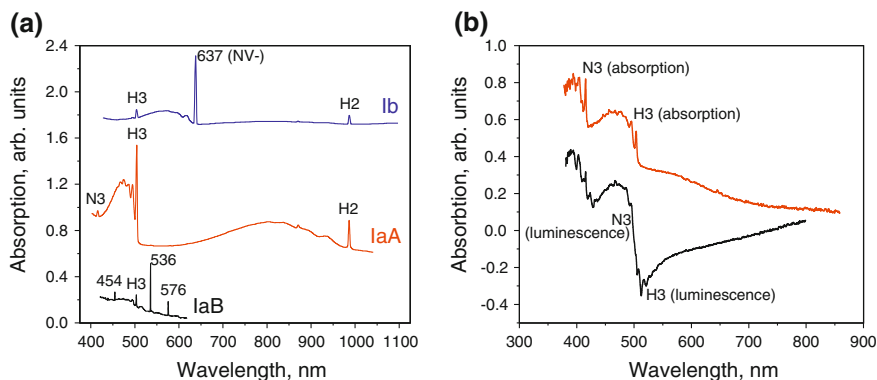 (a)
2.4
2.0
1.6
1.2
0.8
0.4
0.0
Absorption, arb. units
637 (NV-)
H3
H2
Ib
H3
N3
H2
IaA
536
454
H3
576
IaB
400 500 600 700 800 900 1000 1100
Wavelength, nm
(b)
1.0
0.8
0.6
0.4
0.2
0.0
-0.2
-0.4
Absorbtion, arb. units
N3 (absorption)
H3 (absorption)
N3
(luminescence)
H3 (luminescence)
300 400 500 600 700 800 900
Wavelength, nm